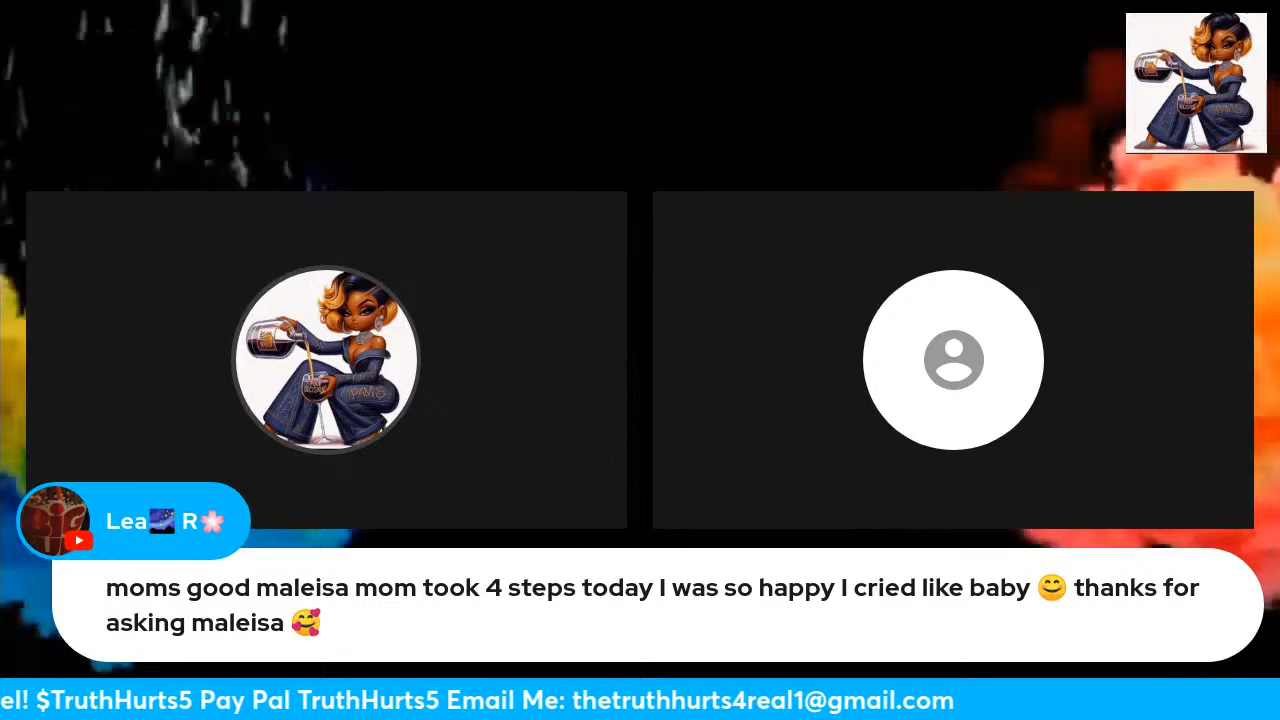 Lea🌌 R🌸
moms good maleisa mom took 4 steps today I was so happy I cried like baby 😊 thanks for
asking maleisa 🥰
el! $TruthHurts5 Pay Pal TruthHurts5 Email Me: thetruthhurts4real1@gmail.com